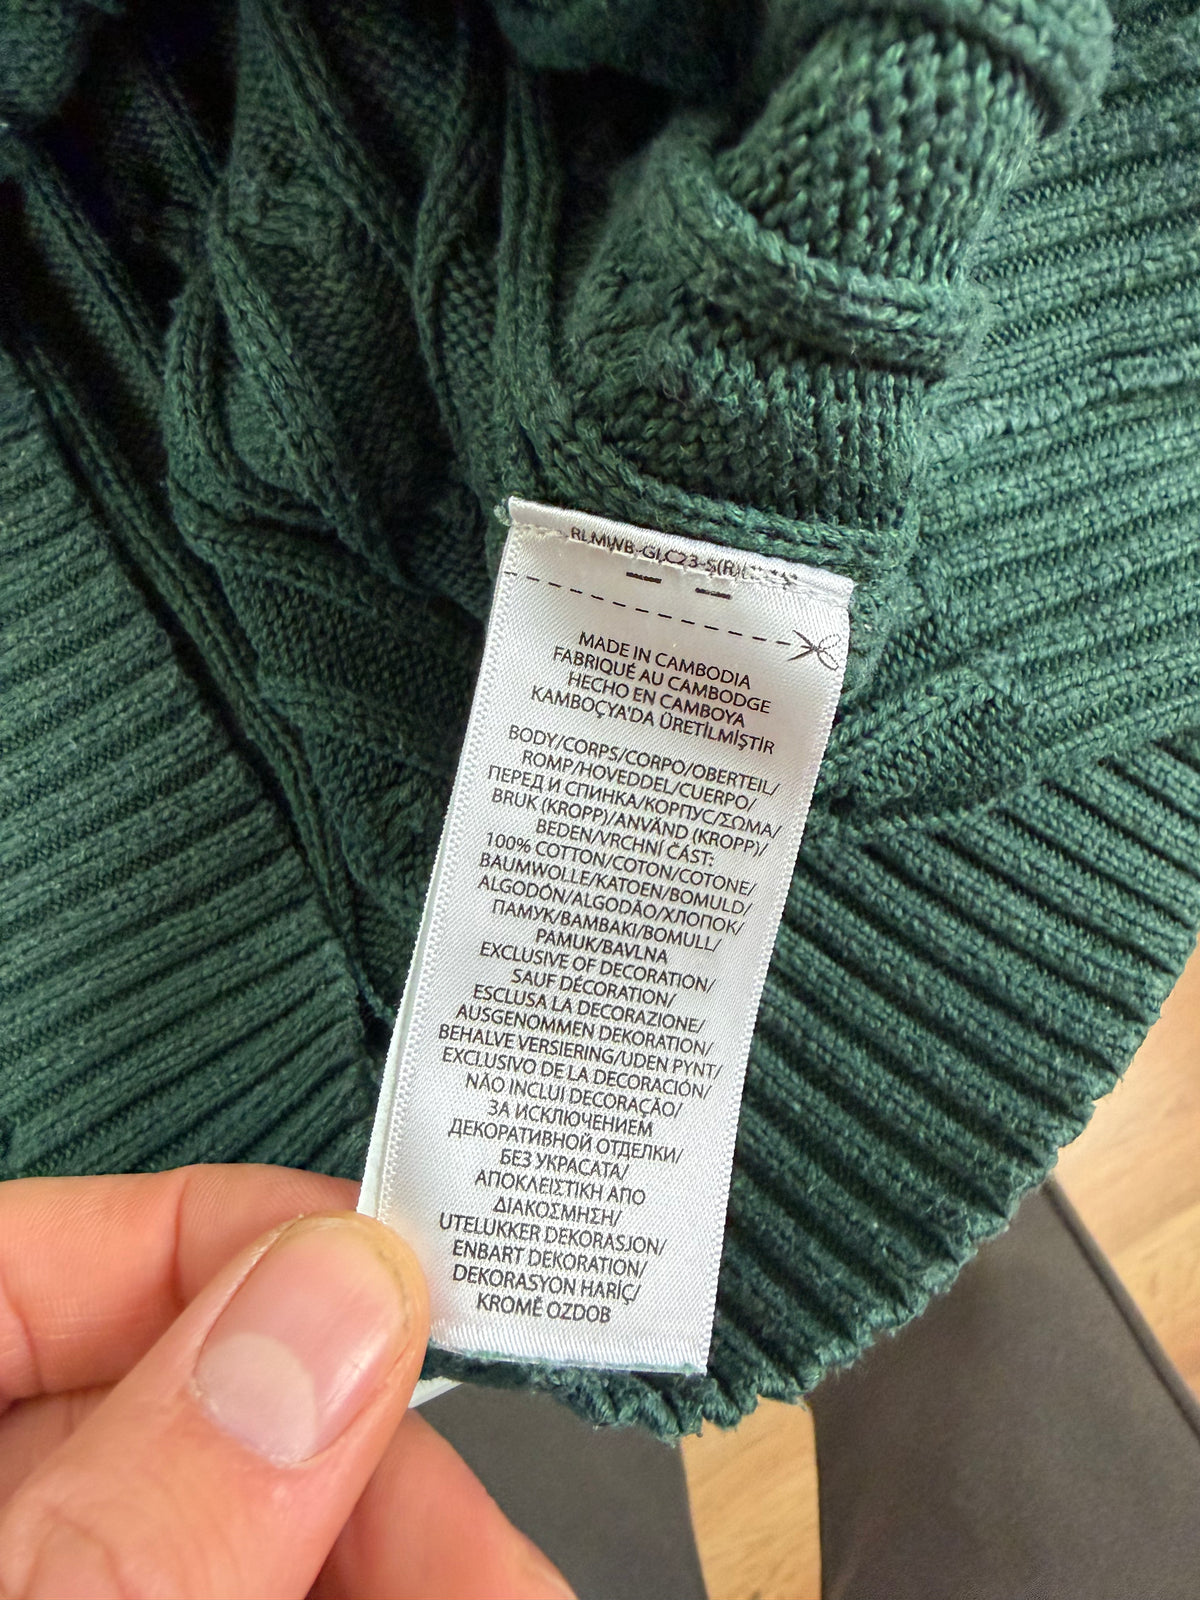 RLMWB-GLC23-S(R)
MADE IN CAMBODIA
FABRIQUÉ AU CAMBODGE
HECHO EN CAMBOYA
KAMBOÇYA'DA ÜRETİLMİŞTİR
BODY/CORPS/CORPO/OBERTEIL/
ROMP/HOVEDDEL/CUERPO/
ПЕРЕД И СПИНКА/КОРПУС/ΣΩΜΑ/
BRUK (KROPP)/ANVÄND (KROPP)/
BEDEN/VRCHNÍ ČÁST:
100% COTTON/COTON/COTONE/
BAUMWOLLE/KATOEN/BOMULD/
ALGODÓN/ALGODÃO/ХЛОПОК/
ПАМУК/ΒΑΜΒΑΚΙ/BOMULL/
PAMUK/BAVLNA
EXCLUSIVE OF DECORATION/
SAUF DÉCORATION/
ESCLUSA LA DECORAZIONE/
AUSGENOMMEN DEKORATION/
BEHALVE VERSIERING/UDEN PYNT/
EXCLUSIVO DE LA DECORACIÓN/
NÃO INCLUI DECORAÇÃO/
ЗА ИСКЛЮЧЕНИЕМ
ДЕКОРАТИВНОЙ ОТДЕЛКИ/
БЕЗ УКРАСАТА/
ΑΠΟΚΛΕΙΣΤΙΚΗ ΑΠΟ
ΔΙΑΚΟΣΜΗΣΗ/
UTELUKKER DEKORASJON/
ENBART DEKORATION/
DEKORASYON HARİÇ/
KROMĚ OZDOB